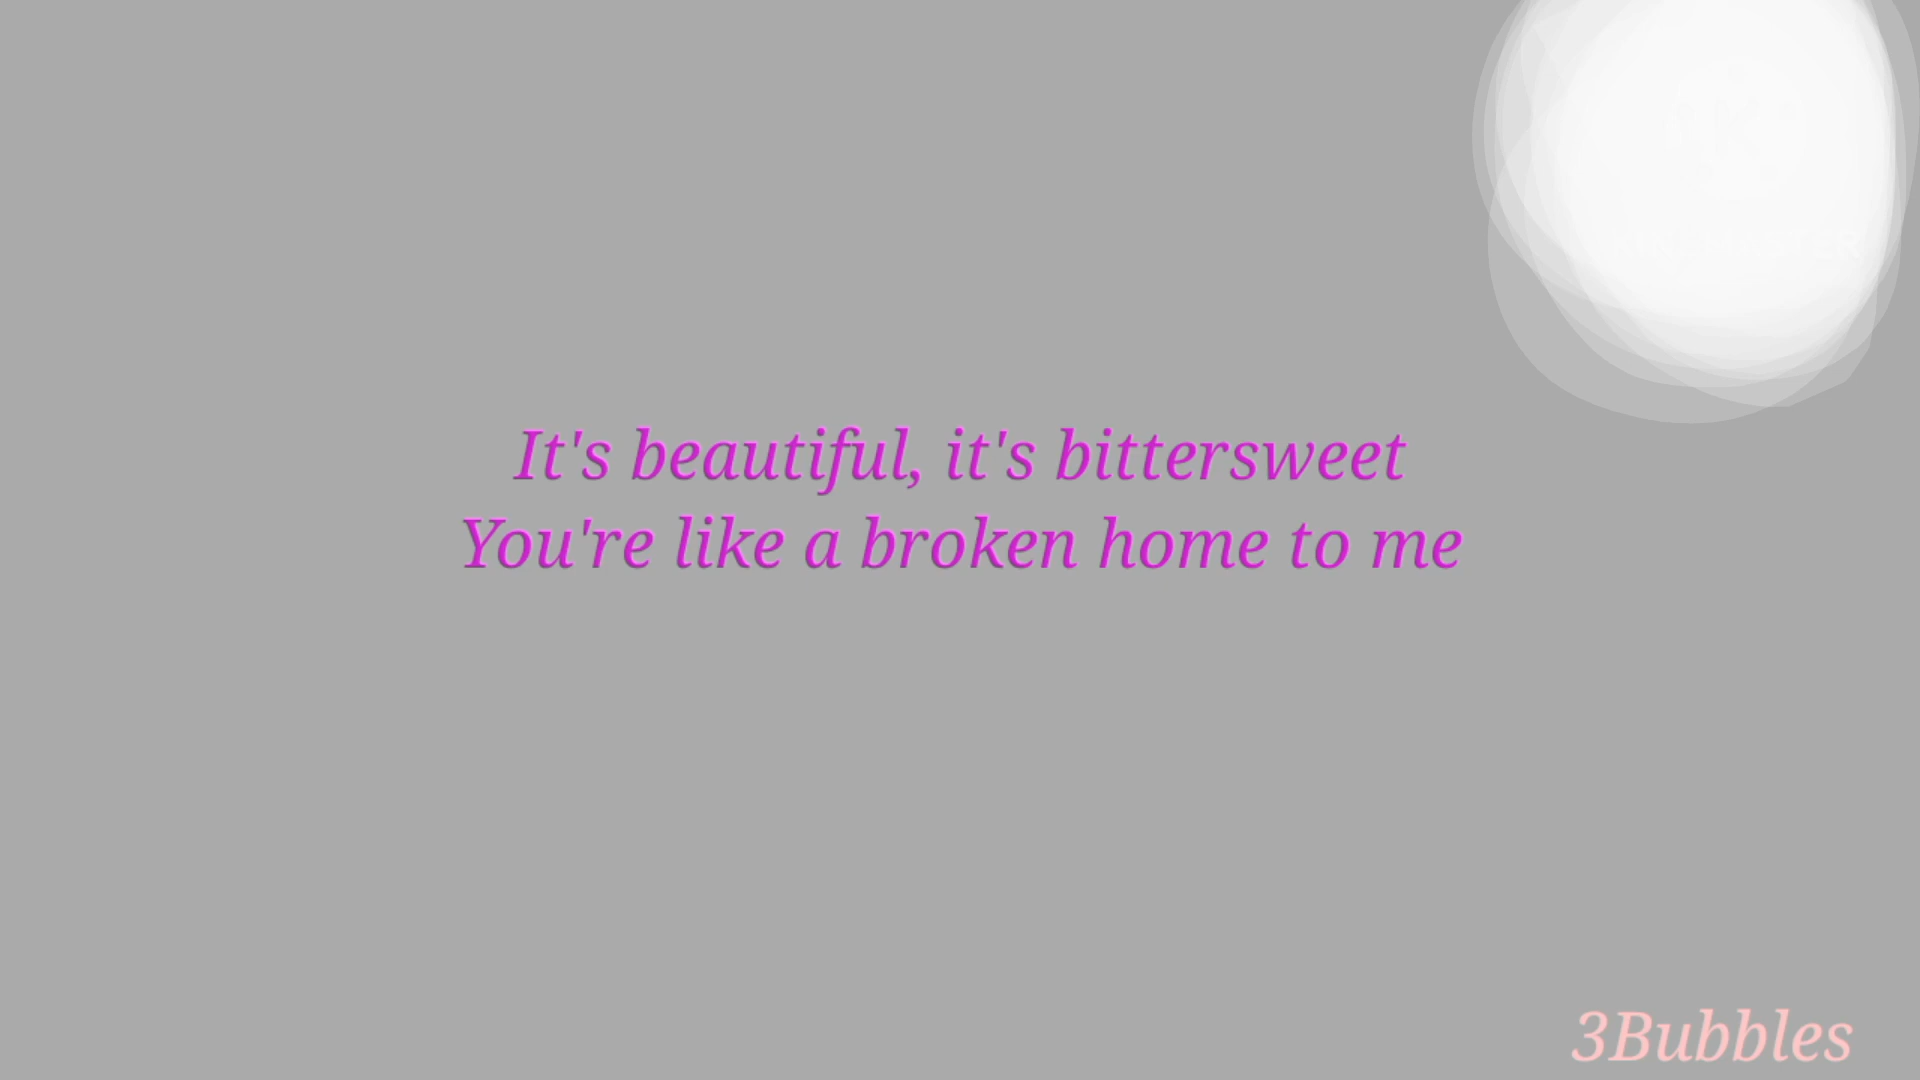 It's beautiful, it's bittersweet
You're like a broken home to me
3Bubbles